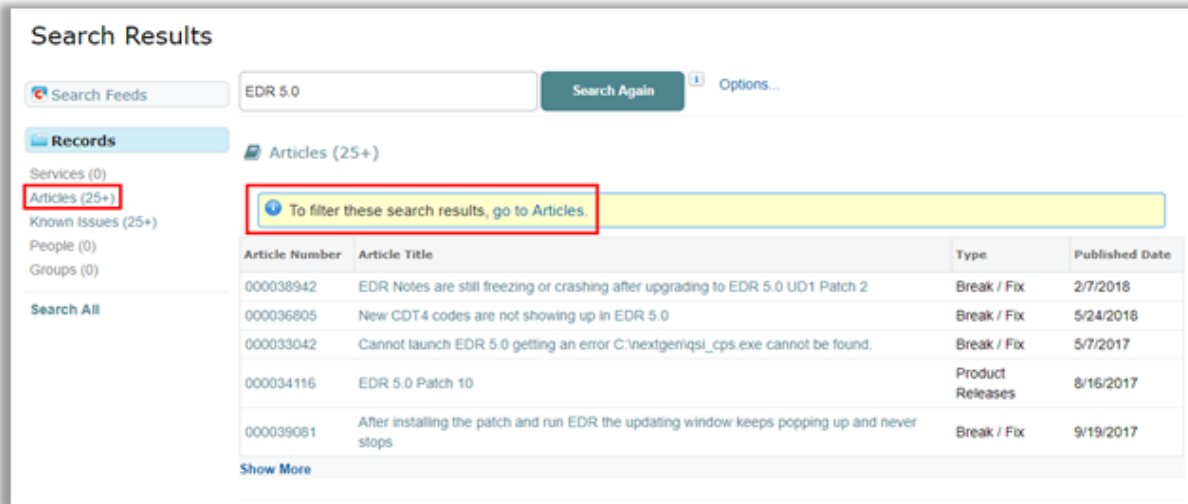 Search Results
Search Feeds
EDR 5.0
Search Again
i
Options...
Records
Services (0)
Articles (25+)
Known Issues (25+)
People (0)
Groups (0)
Search All
Articles (25+)
To filter these search results, go to Articles.
Article Number Article Title Type Published Date
000038942 EDR Notes are still freezing or crashing after upgrading to EDR 5.0 UD1 Patch 2 Break / Fix 2/7/2018
000036805 New CDT4 codes are not showing up in EDR 5.0 Break / Fix 5/24/2018
000033042 Cannot launch EDR 5.0 getting an error C:\nextgen\qsi_cps.exe cannot be found. Break / Fix 5/7/2017
000034116 EDR 5.0 Patch 10 Product Releases 8/16/2017
000039081 After installing the patch and run EDR the updating window keeps popping up and never
stops Break / Fix 9/19/2017
Show More